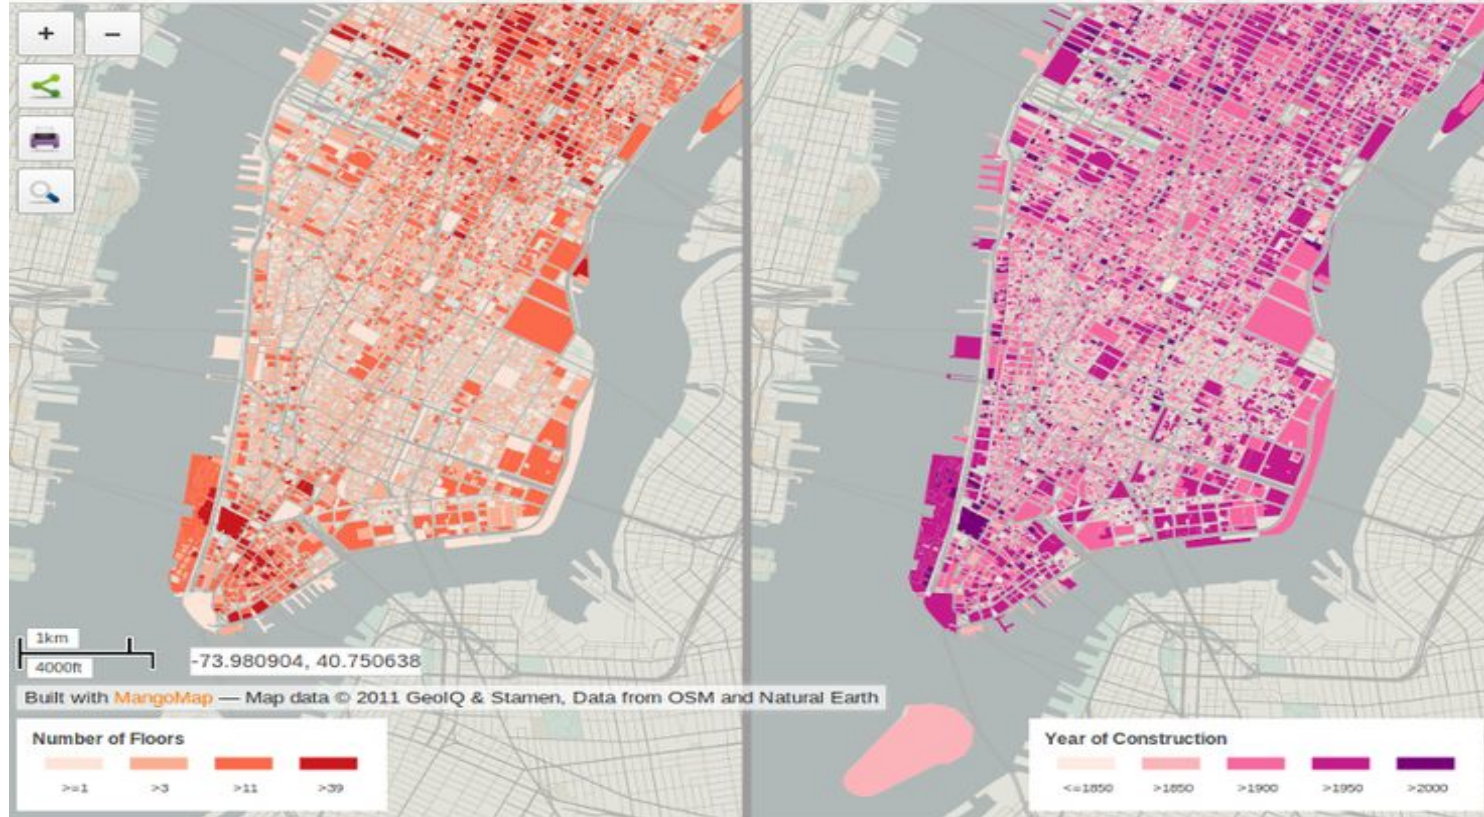 + −
1km
4000ft
-73.980904, 40.750638
Built with MangoMap — Map data © 2011 GeoIQ & Stamen, Data from OSM and Natural Earth
Number of Floors
>=1 >3 >11 >39
Year of Construction
<=1850 >1850 >1900 >1950 >2000